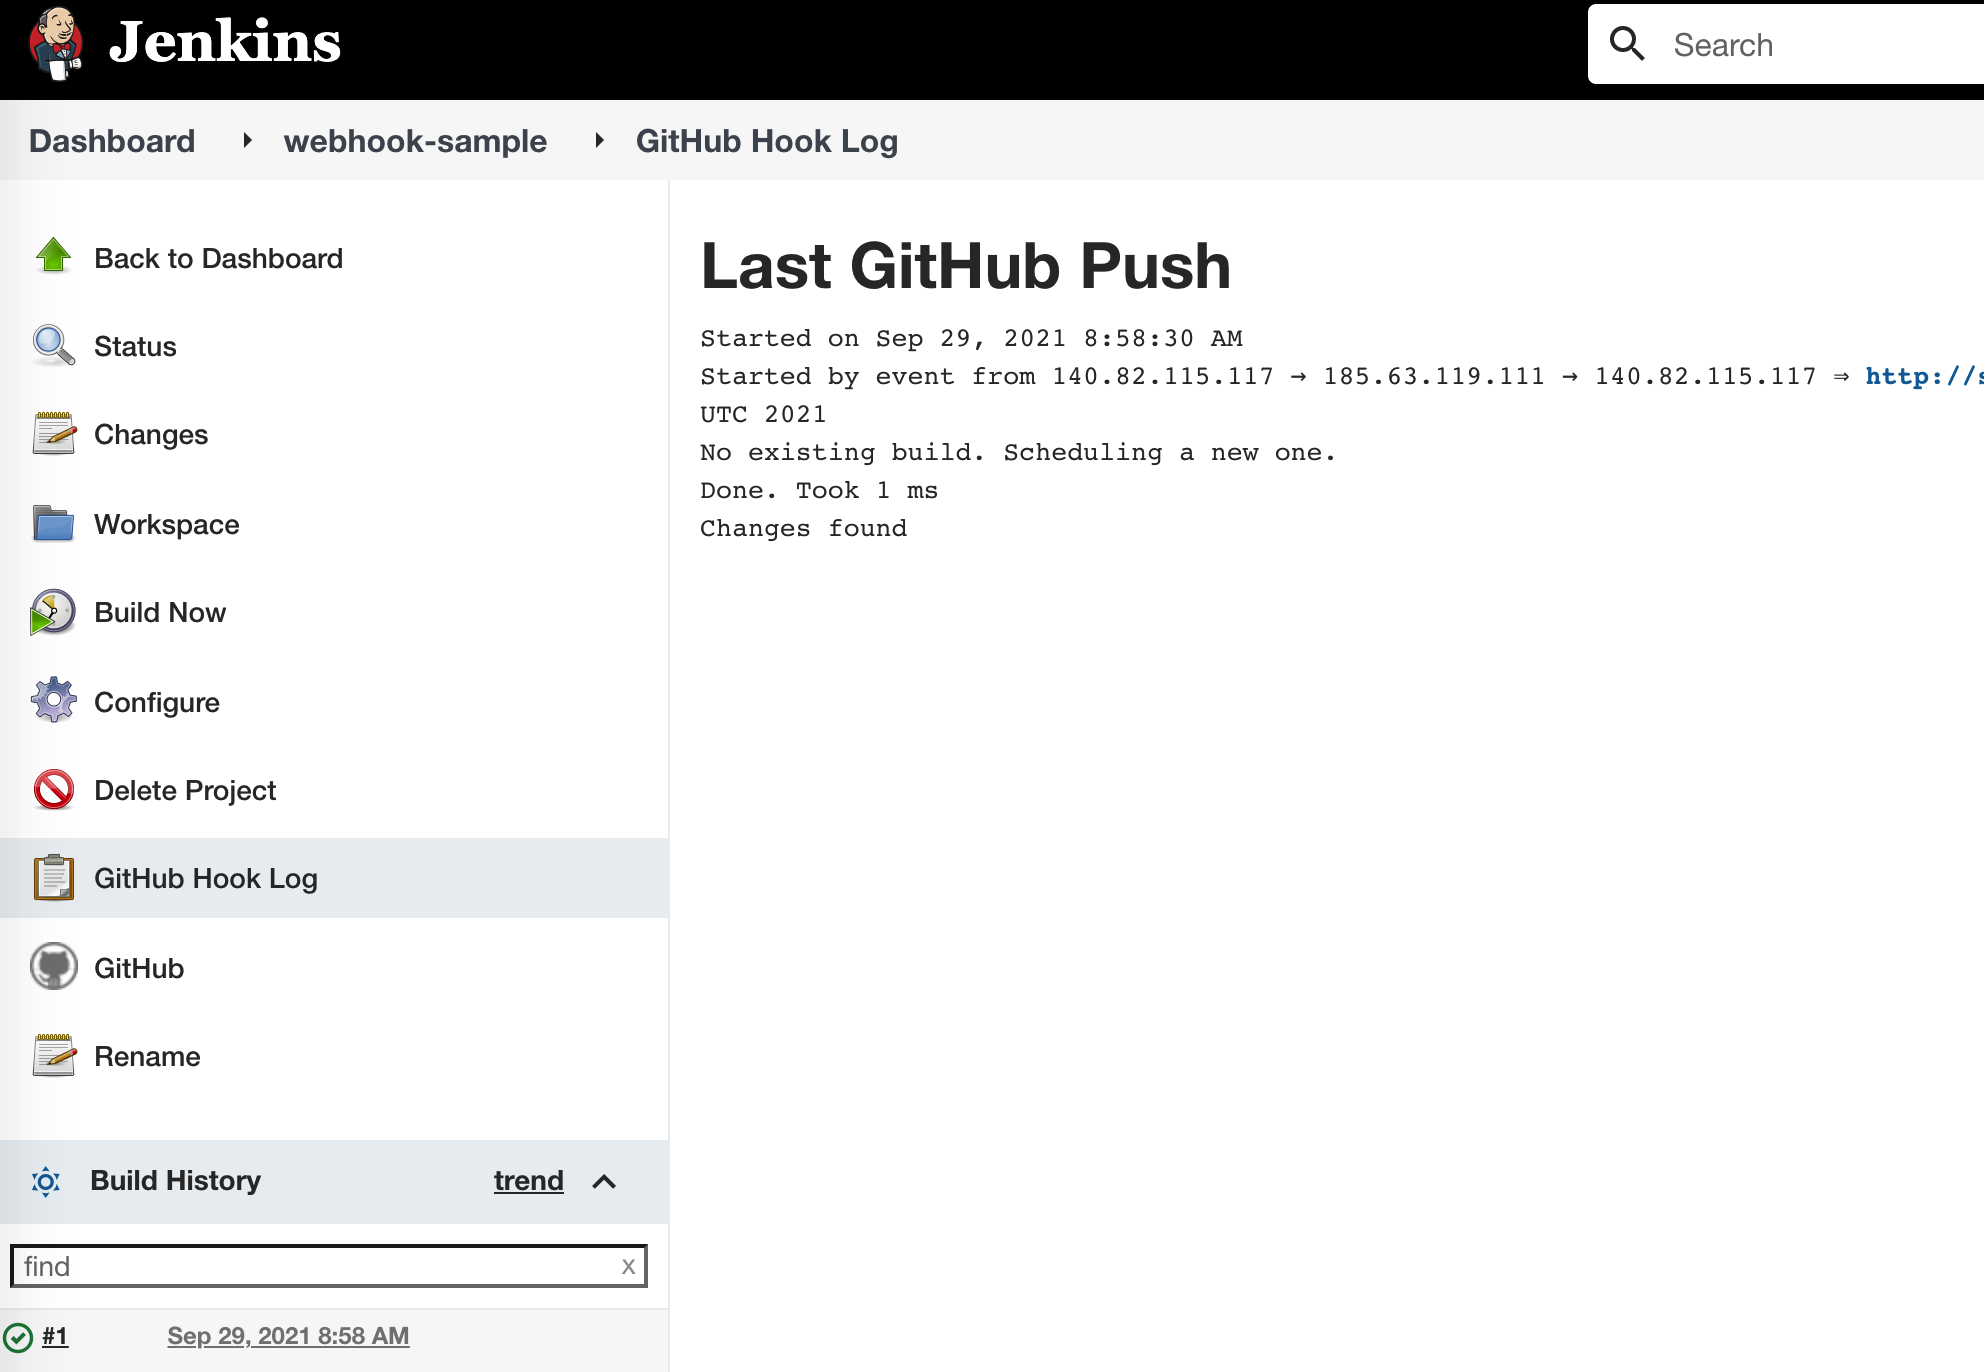 Jenkins
Search
Dashboard
webhook-sample
GitHub Hook Log
Back to Dashboard
Status
Changes
Workspace
Build Now
Configure
Delete Project
GitHub Hook Log
GitHub
Rename
Build History
trend
find
x
#1
Sep 29, 2021 8:58 AM
Last GitHub Push
Started on Sep 29, 2021 8:58:30 AM
Started by event from 140.82.115.117 → 185.63.119.111 → 140.82.115.117 ⇒ http://s
UTC 2021
No existing build. Scheduling a new one.
Done. Took 1 ms
Changes found